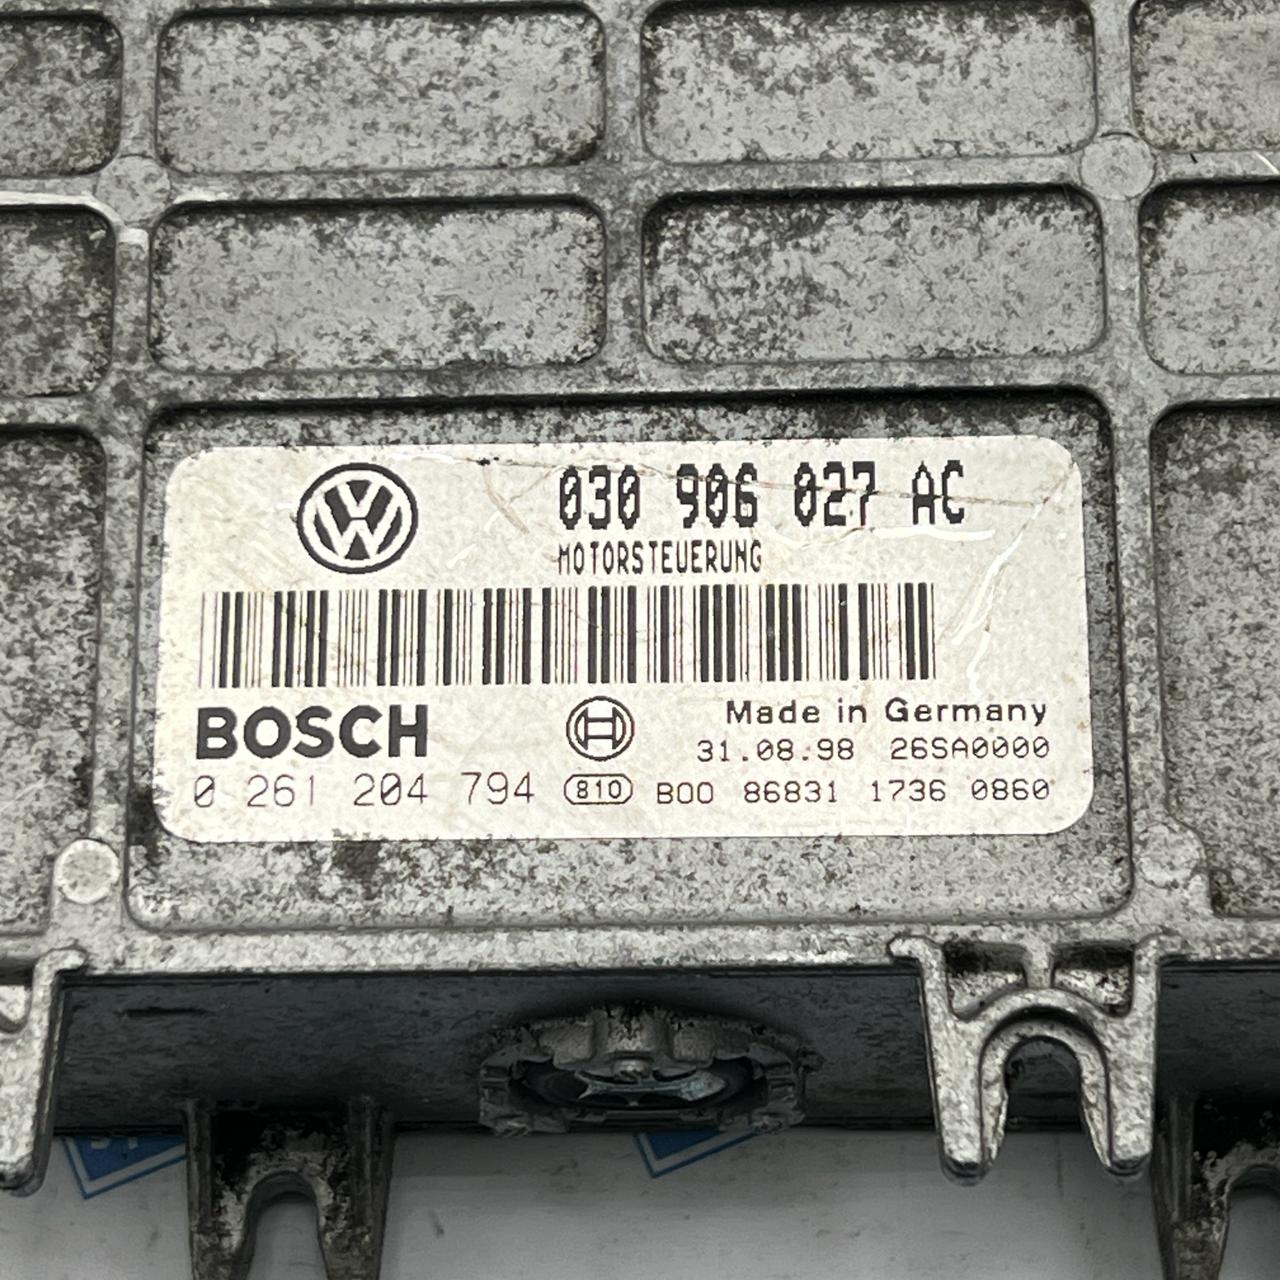 030 906 027 AC
MOTORSTEUERUNG
BOSCH
Made in Germany
31.08.98 26SA0000
0 261 204 794 810 B00 86831 1736 0860